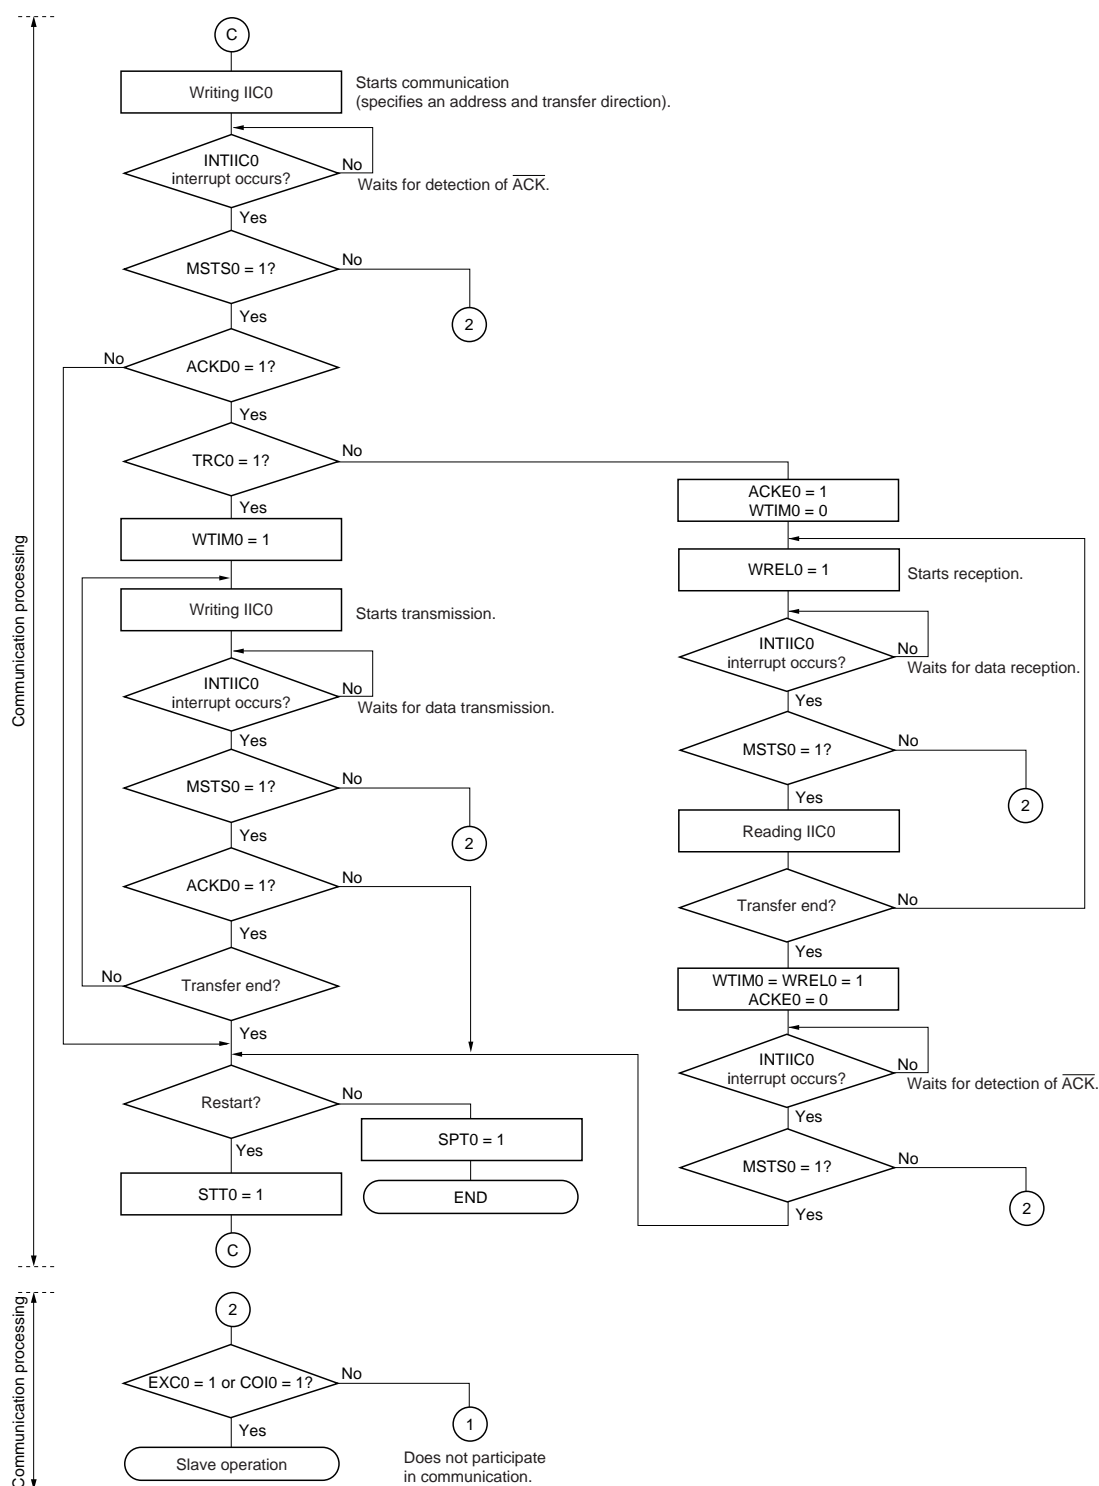 C
Writing IIC0
Starts communication
(specifies an address and transfer direction).
INTIIC0
interrupt occurs?
No
Waits for detection of ACK.
Yes
MSTS0 = 1?
No
2
Yes
ACKD0 = 1?
No
Yes
TRC0 = 1?
No
Yes
WTIM0 = 1
Writing IIC0
Starts transmission.
INTIIC0
interrupt occurs?
No
Waits for data transmission.
Yes
MSTS0 = 1?
No
2
Yes
ACKD0 = 1?
No
Yes
Transfer end?
No
Yes
Restart?
No
SPT0 = 1
END
Yes
STT0 = 1
C
ACKE0 = 1
WTIM0 = 0
WREL0 = 1
Starts reception.
INTIIC0
interrupt occurs?
No
Waits for data reception.
Yes
MSTS0 = 1?
No
2
Yes
Reading IIC0
Transfer end?
No
Yes
WTIM0 = WREL0 = 1
ACKE0 = 0
INTIIC0
interrupt occurs?
No
Waits for detection of ACK.
Yes
MSTS0 = 1?
No
2
Yes
Communication processing
2
EXC0 = 1 or COI0 = 1?
No
1
Does not participate
in communication.
Yes
Slave operation
Communication processing